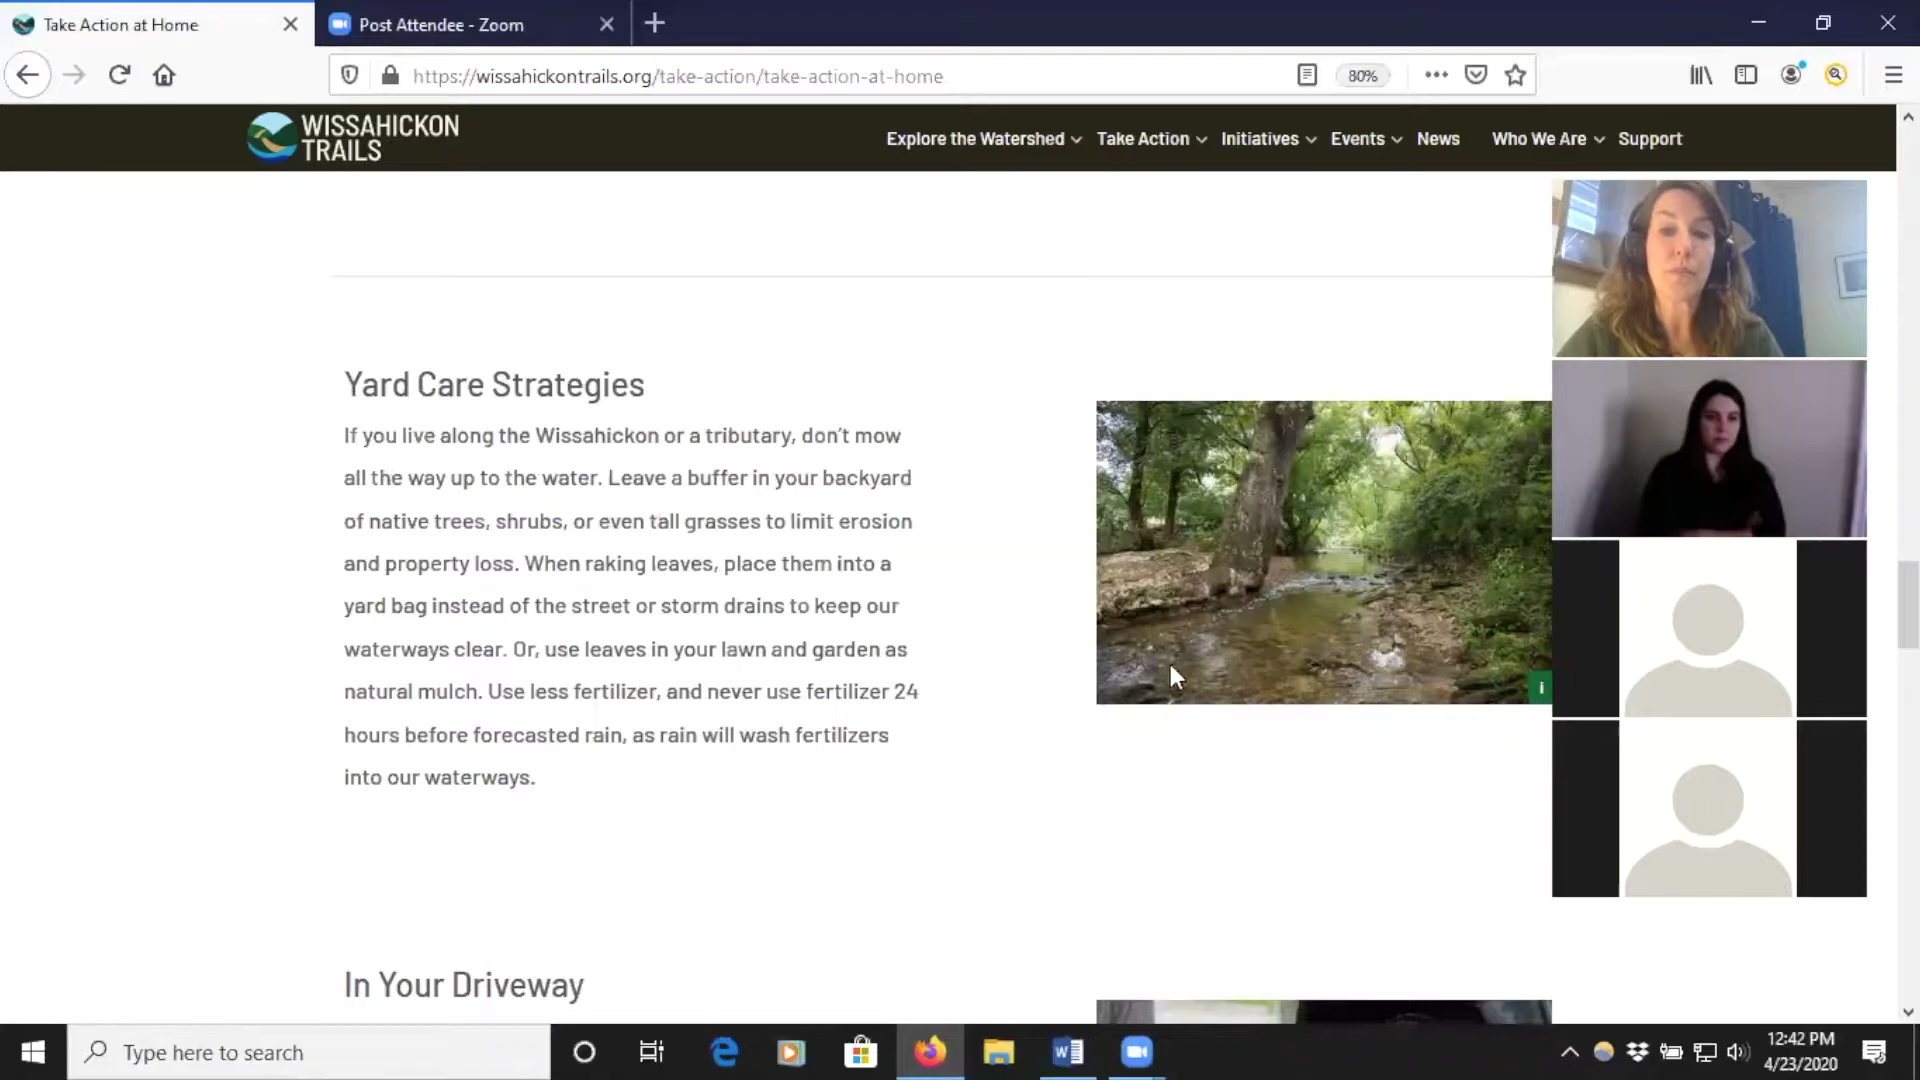 Take Action at Home
Post Attendee - Zoom
https://wissahickontrails.org/take-action/take-action-at-home
80%
WISSAHICKON
TRAILS
Explore the Watershed
Take Action
Initiatives
Events
News
Who We Are
Support
Yard Care Strategies
If you live along the Wissahickon or a tributary, don't mow
all the way up to the water. Leave a buffer in your backyard
of native trees, shrubs, or even tall grasses to limit erosion
and property loss. When raking leaves, place them into a
yard bag instead of the street or storm drains to keep our
waterways clear. Or, use leaves in your lawn and garden as
natural mulch. Use less fertilizer, and never use fertilizer 24
hours before forecasted rain, as rain will wash fertilizers
into our waterways.
i
In Your Driveway
Type here to search
W
12:42 PM
4/23/2020